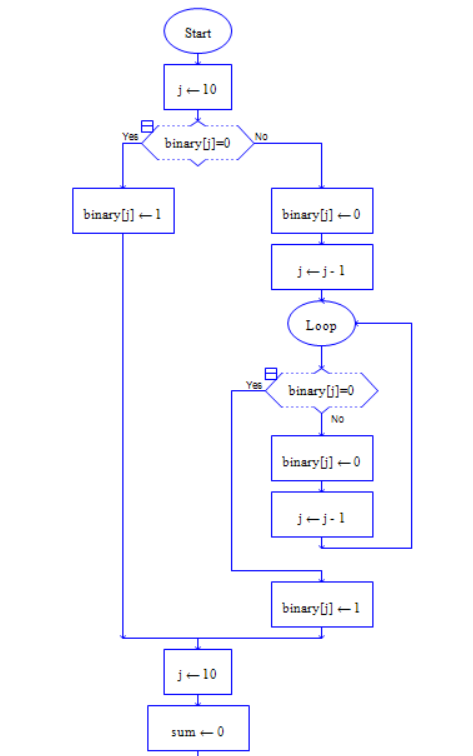 Start
j ← 10
Yes
binary[j]=0
No
binary[j] ← 1
binary[j] ← 0
j ← j - 1
Loop
Yes
binary[j]=0
No
binary[j] ← 0
j ← j - 1
binary[j] ← 1
j ← 10
sum ← 0